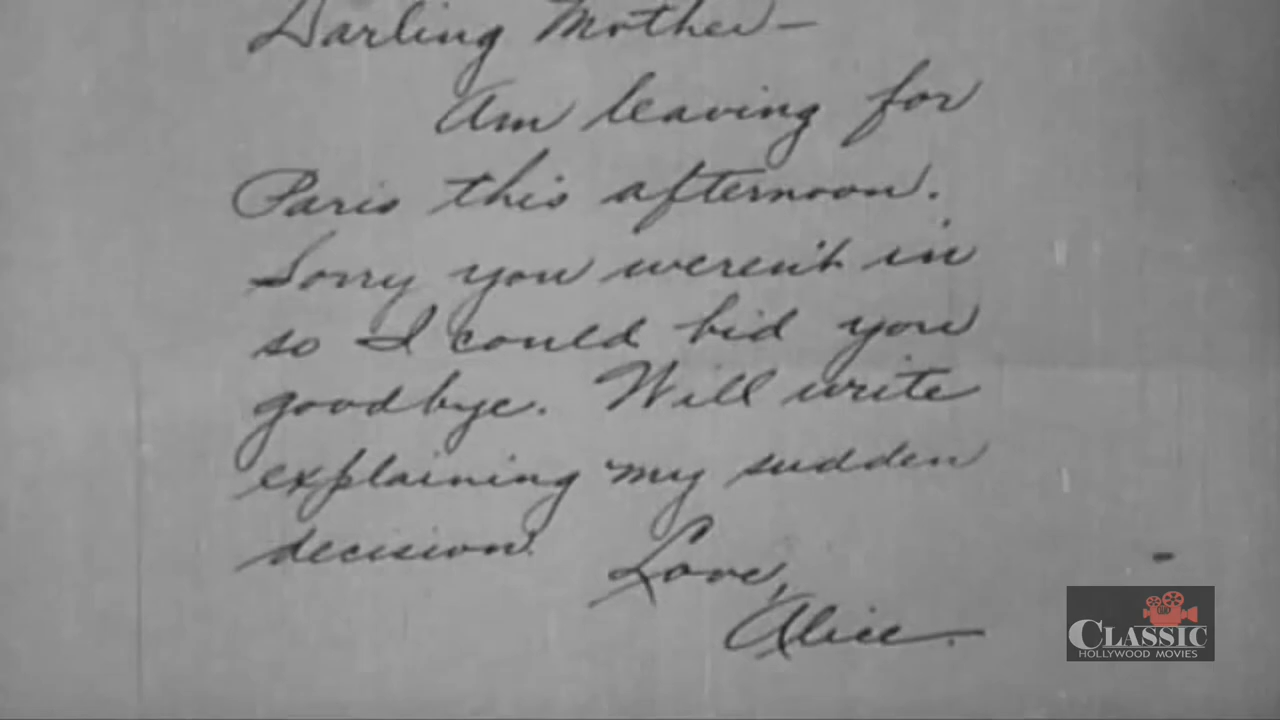 Darling Mother—
Am leaving for
Paris this afternoon.
Sorry you weren't in
so I could bid you
goodbye. Will write
explaining my sudden
decision.
Love,
Alice.
CLASSIC
HOLLYWOOD MOVIES